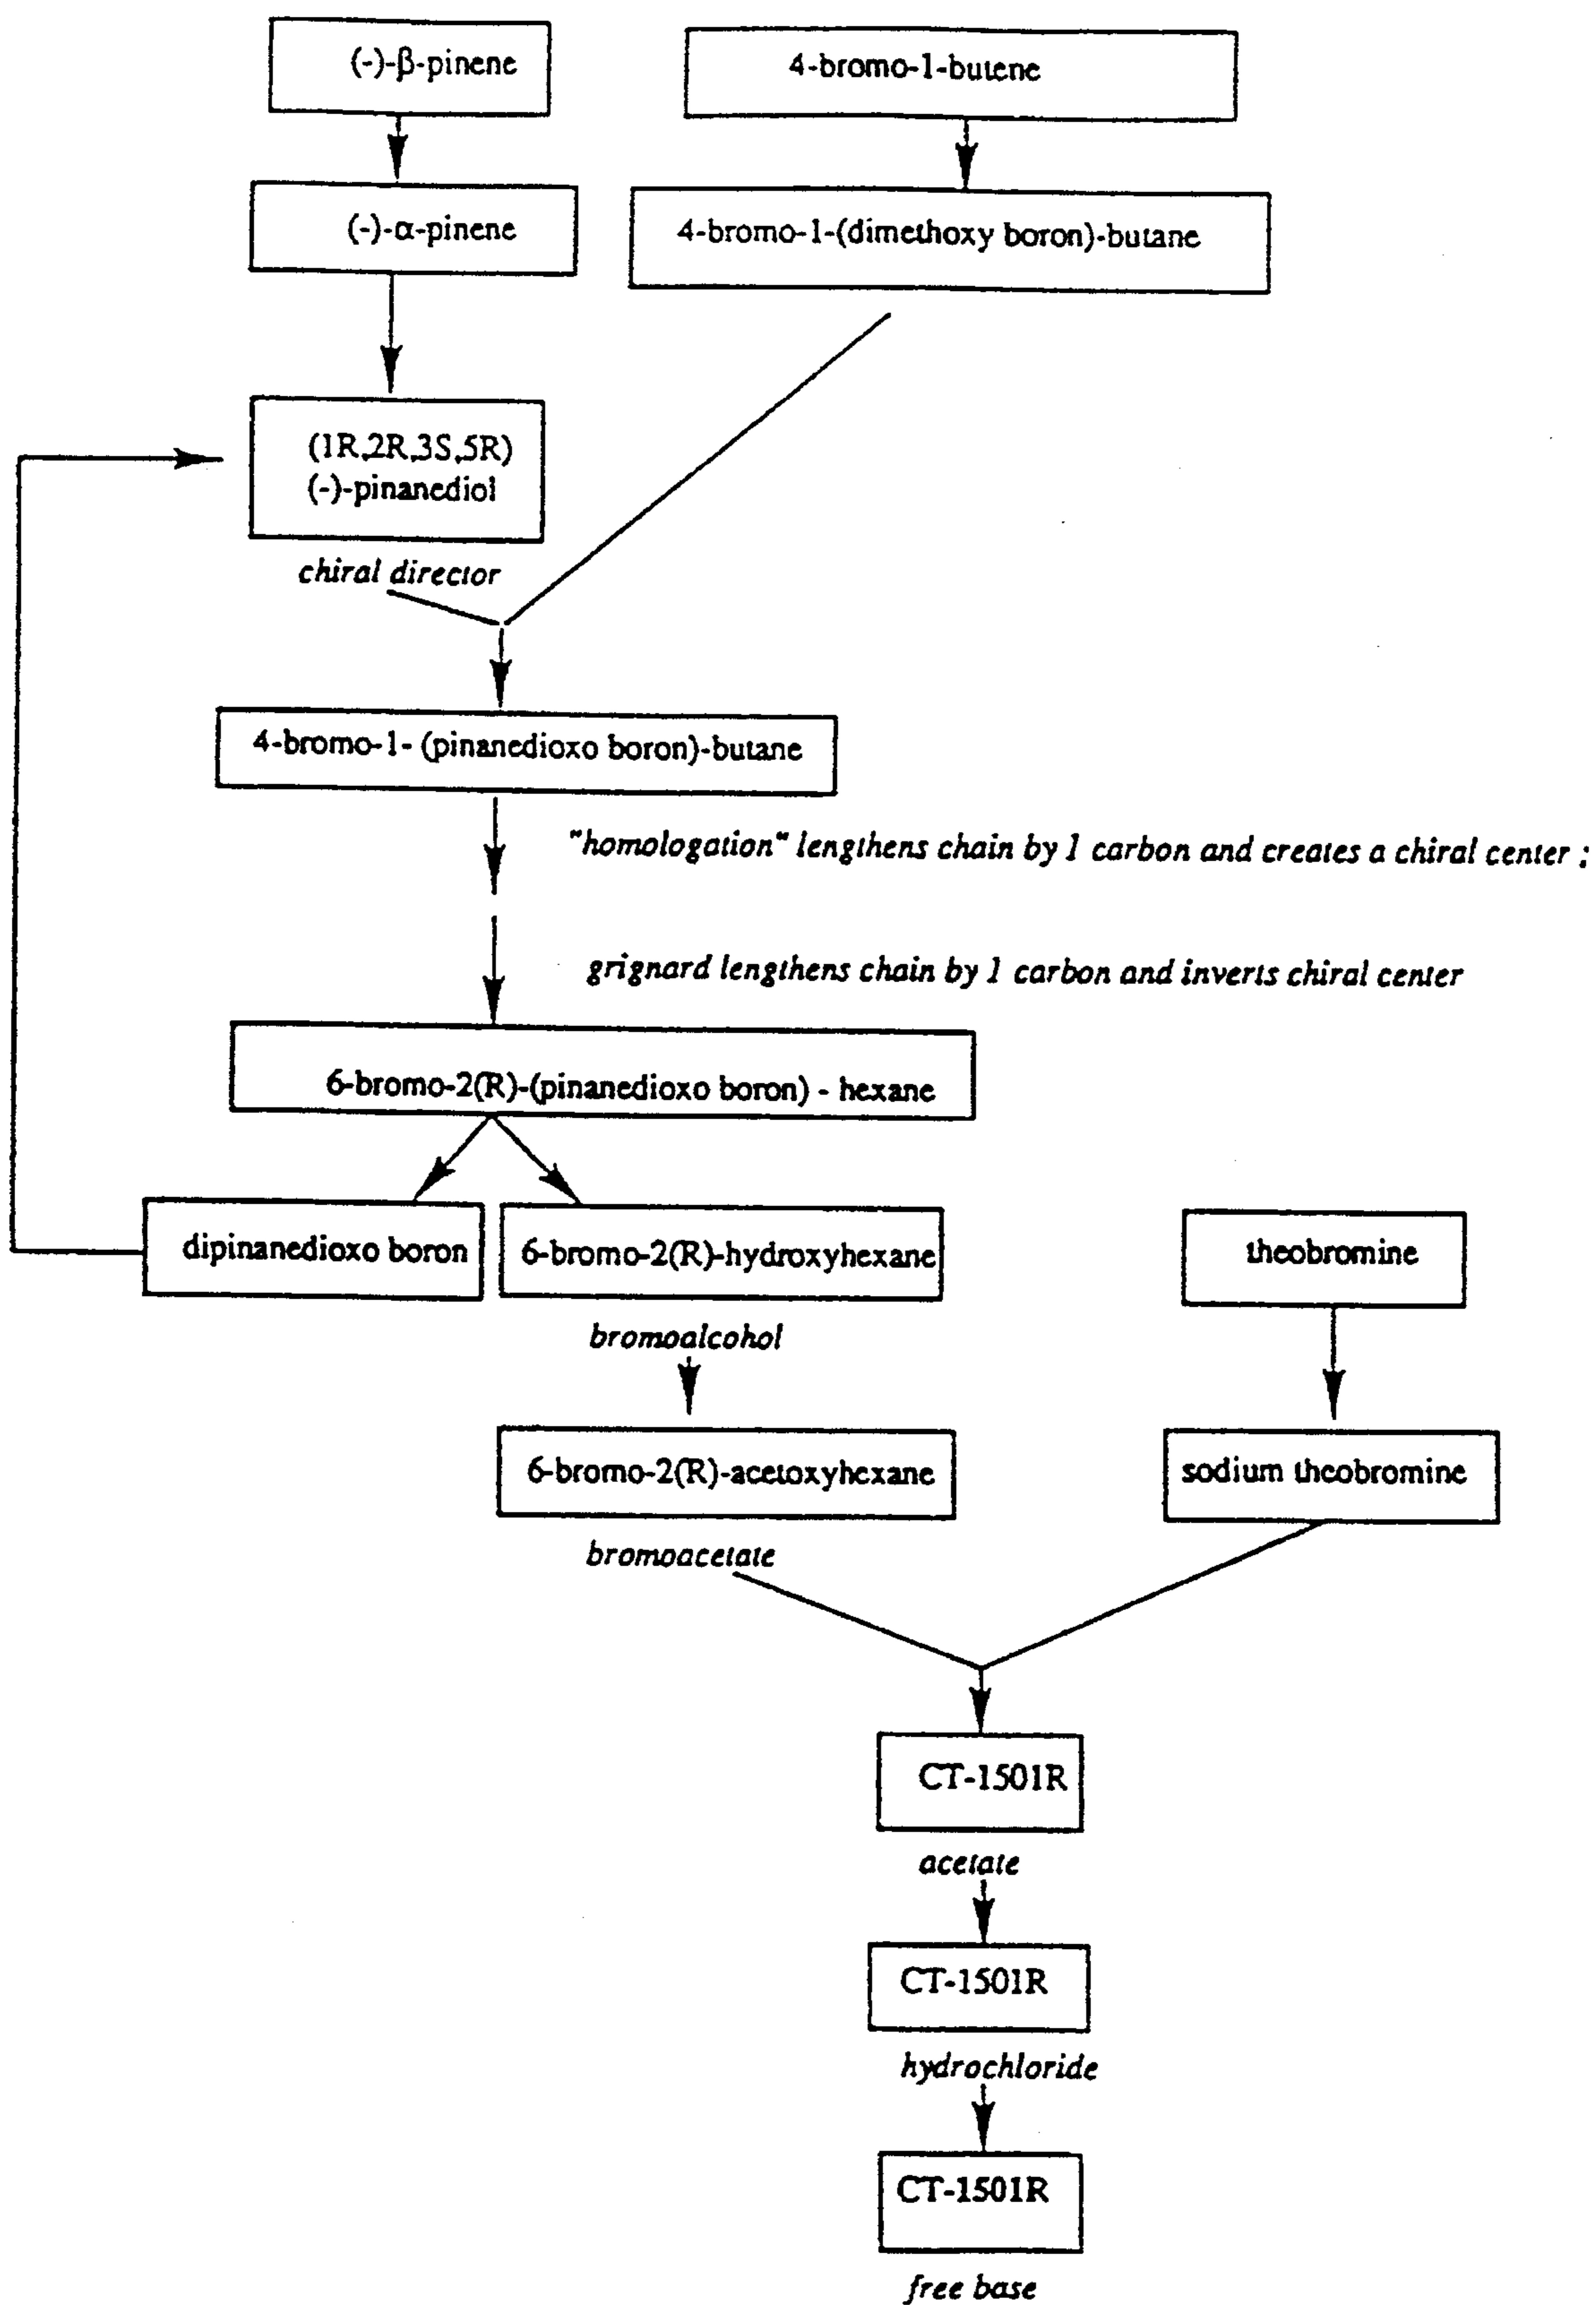 (-)-β-pinene
4-bromo-1-butene
(-)-α-pinene
4-bromo-1-(dimethoxy boron)-butane
(1R,2R,3S,5R)
(-)-pinanediol
chiral director
4-bromo-1- (pinanedioxo boron)-butane
"homologation" lengthens chain by 1 carbon and creates a chiral center ;
grignard lengthens chain by 1 carbon and inverts chiral center
6-bromo-2(R)-(pinanedioxo boron) - hexane
dipinanedioxo boron
6-bromo-2(R)-hydroxyhexane
theobromine
bromoalcohol
6-bromo-2(R)-acetoxyhexane
sodium theobromine
bromoacetate
CT-1501R
acetate
CT-1501R
hydrochloride
CT-1501R
free base